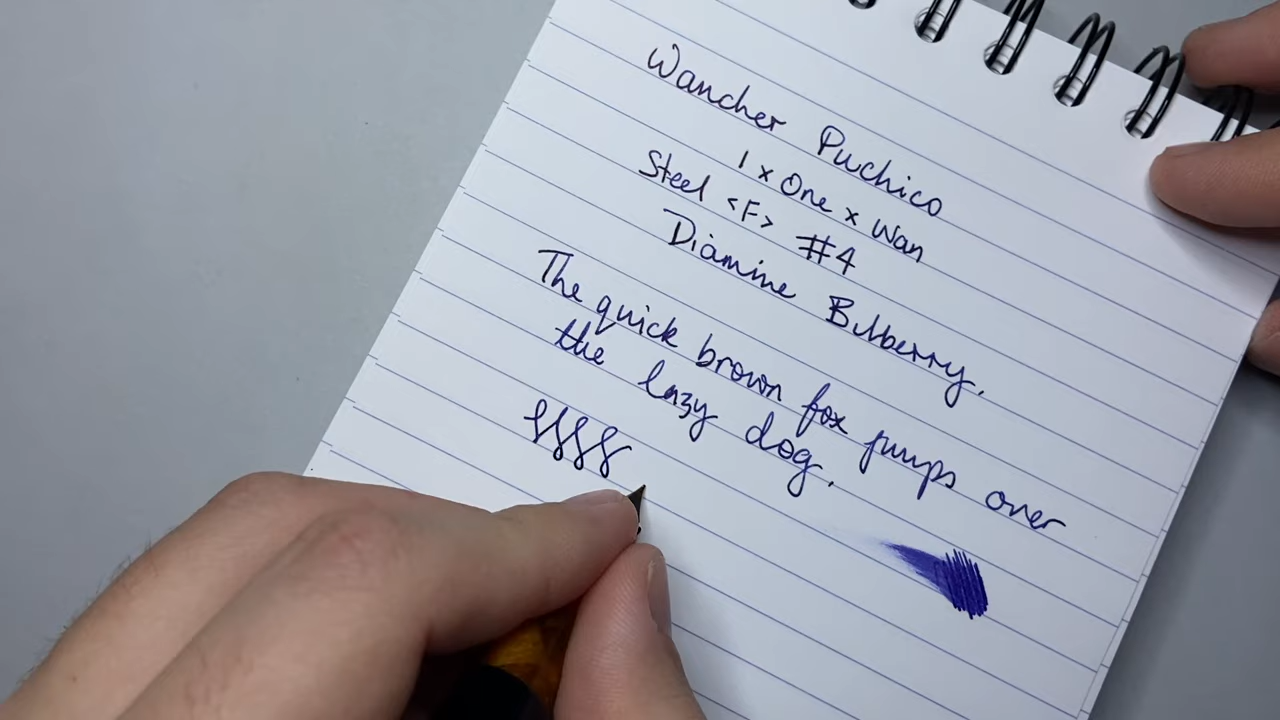 Wancher Puchico
1 x One x Wan
Steel <F> #4
Diamine Bilberry.
The quick brown fox jumps over
the lazy dog.